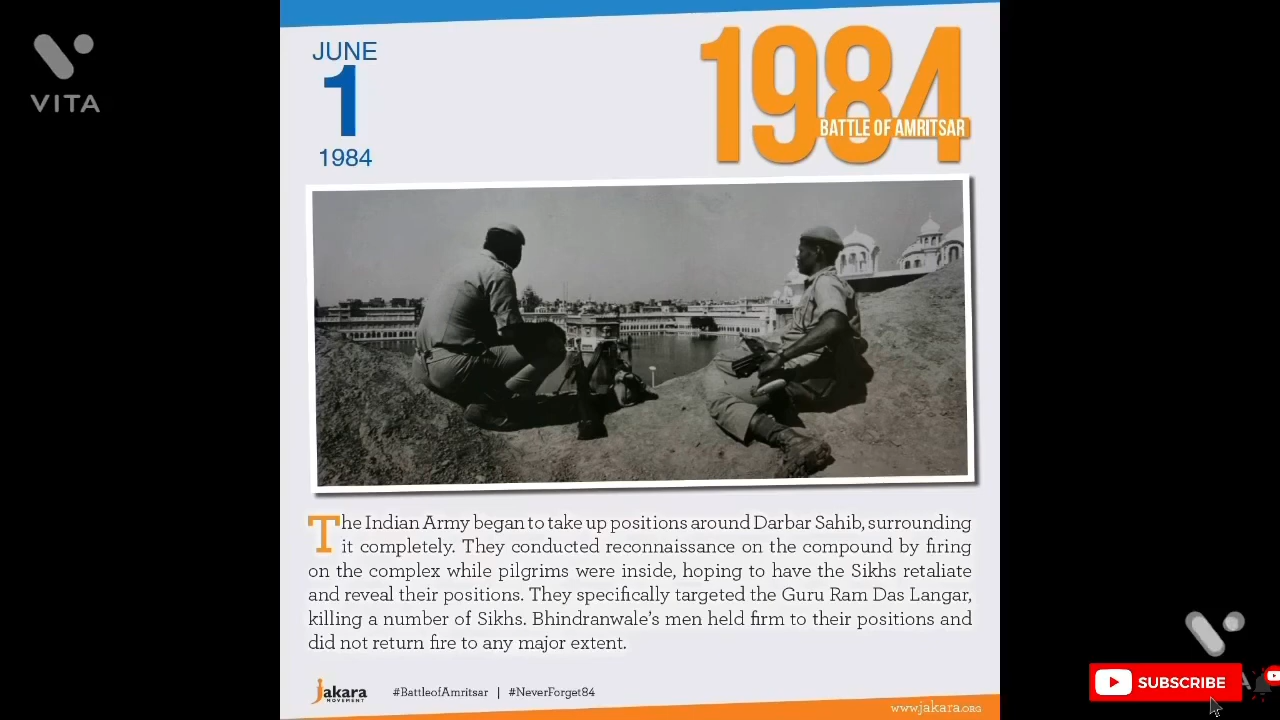 VITA
JUNE
1
1984
1984
BATTLE OF AMRITSAR
The Indian Army began to take up positions around Darbar Sahib, surrounding
it completely. They conducted reconnaissance on the compound by firing
on the complex while pilgrims were inside, hoping to have the Sikhs retaliate
and reveal their positions. They specifically targeted the Guru Ram Das Langar,
killing a number of Sikhs. Bhindranwale's men held firm to their positions and
did not return fire to any major extent.
Jakara
MOVEMENT
#BattleofAmritsar | #NeverForget84
www.jakara.ORG
SUBSCRIBE